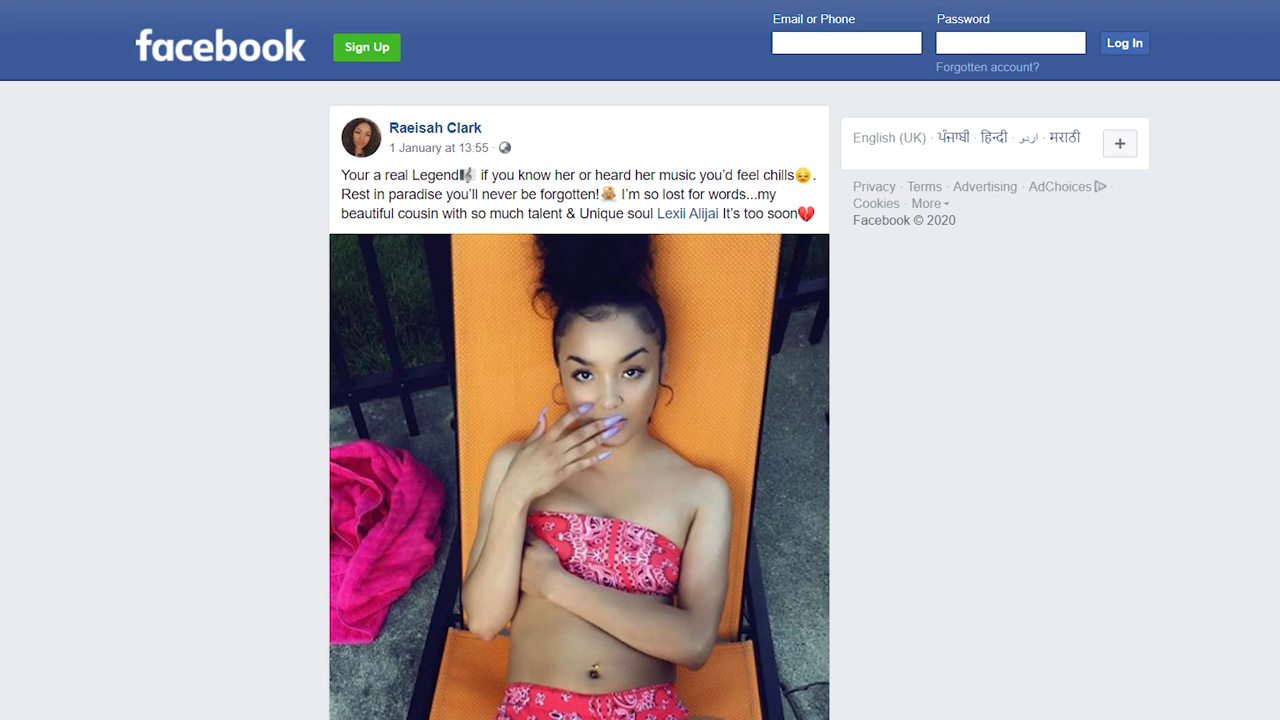 Email or Phone
Password
facebook
Sign Up
Log In
Forgotten account?
Raeisah Clark
1 January at 13:55 ·
Your a real Legend🎼 if you know her or heard her music you'd feel chills😔.
Rest in paradise you'll never be forgotten!👼🏼 I'm so lost for words...my
beautiful cousin with so much talent & Unique soul Lexii Alijai It's too soon💔
English (UK) · ਪੰਜਾਬੀ · हिन्दी · اردو · मराठी
+
Privacy · Terms · Advertising · AdChoices ·
Cookies · More
Facebook © 2020